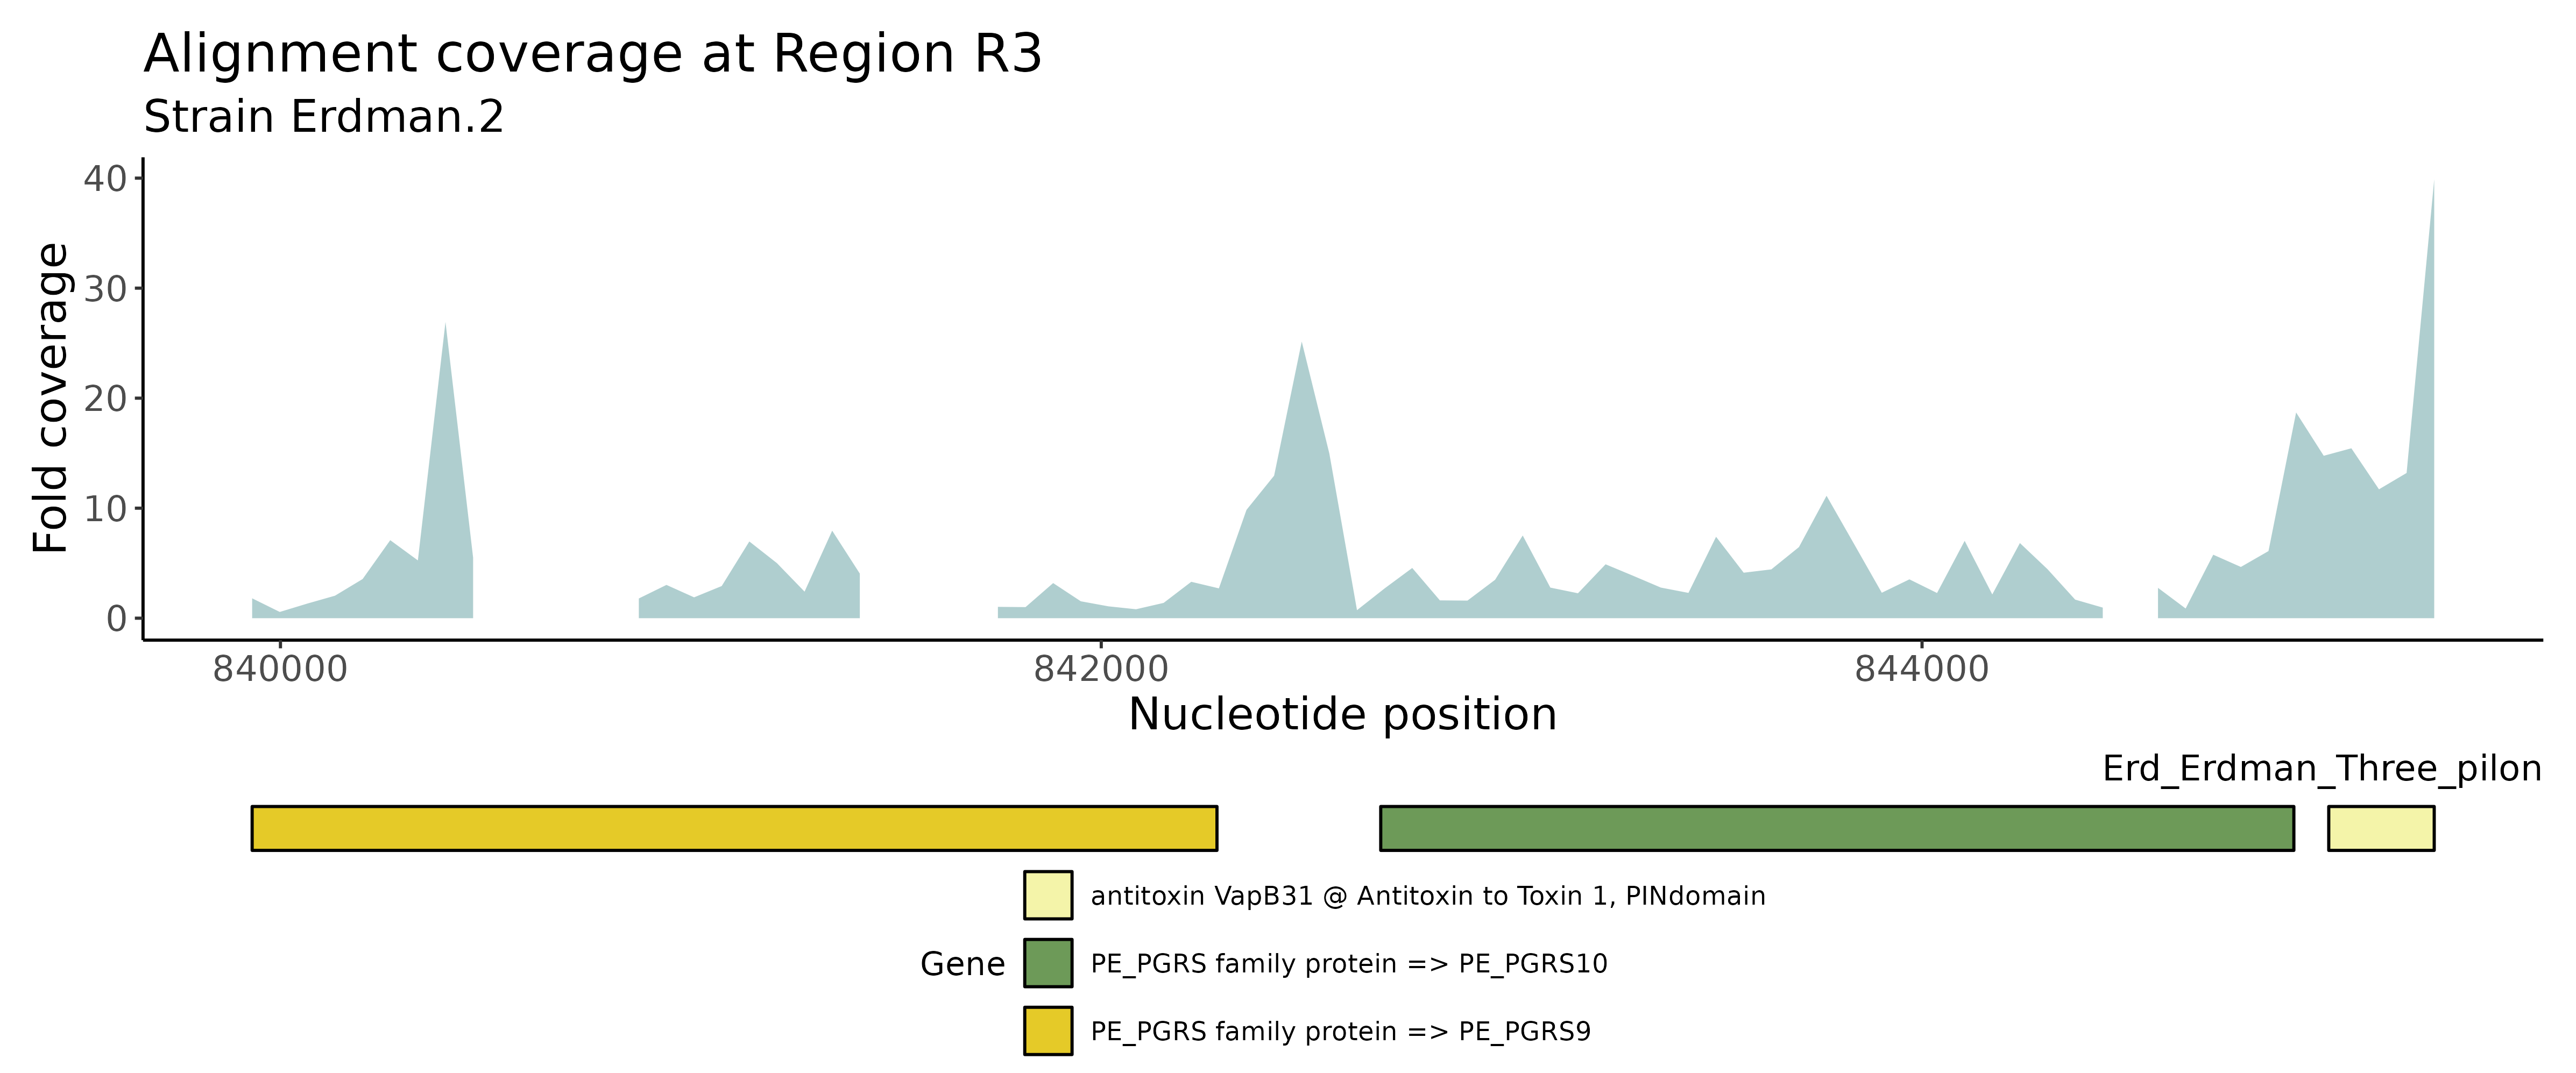 Alignment coverage at Region R3
Strain Erdman.2
Fold coverage
40
30
20
10
0
840000 842000 844000
Nucleotide position
Erd_Erdman_Three_pilon
antitoxin VapB31 @ Antitoxin to Toxin 1, PINdomain
Gene
PE_PGRS family protein => PE_PGRS10
PE_PGRS family protein => PE_PGRS9